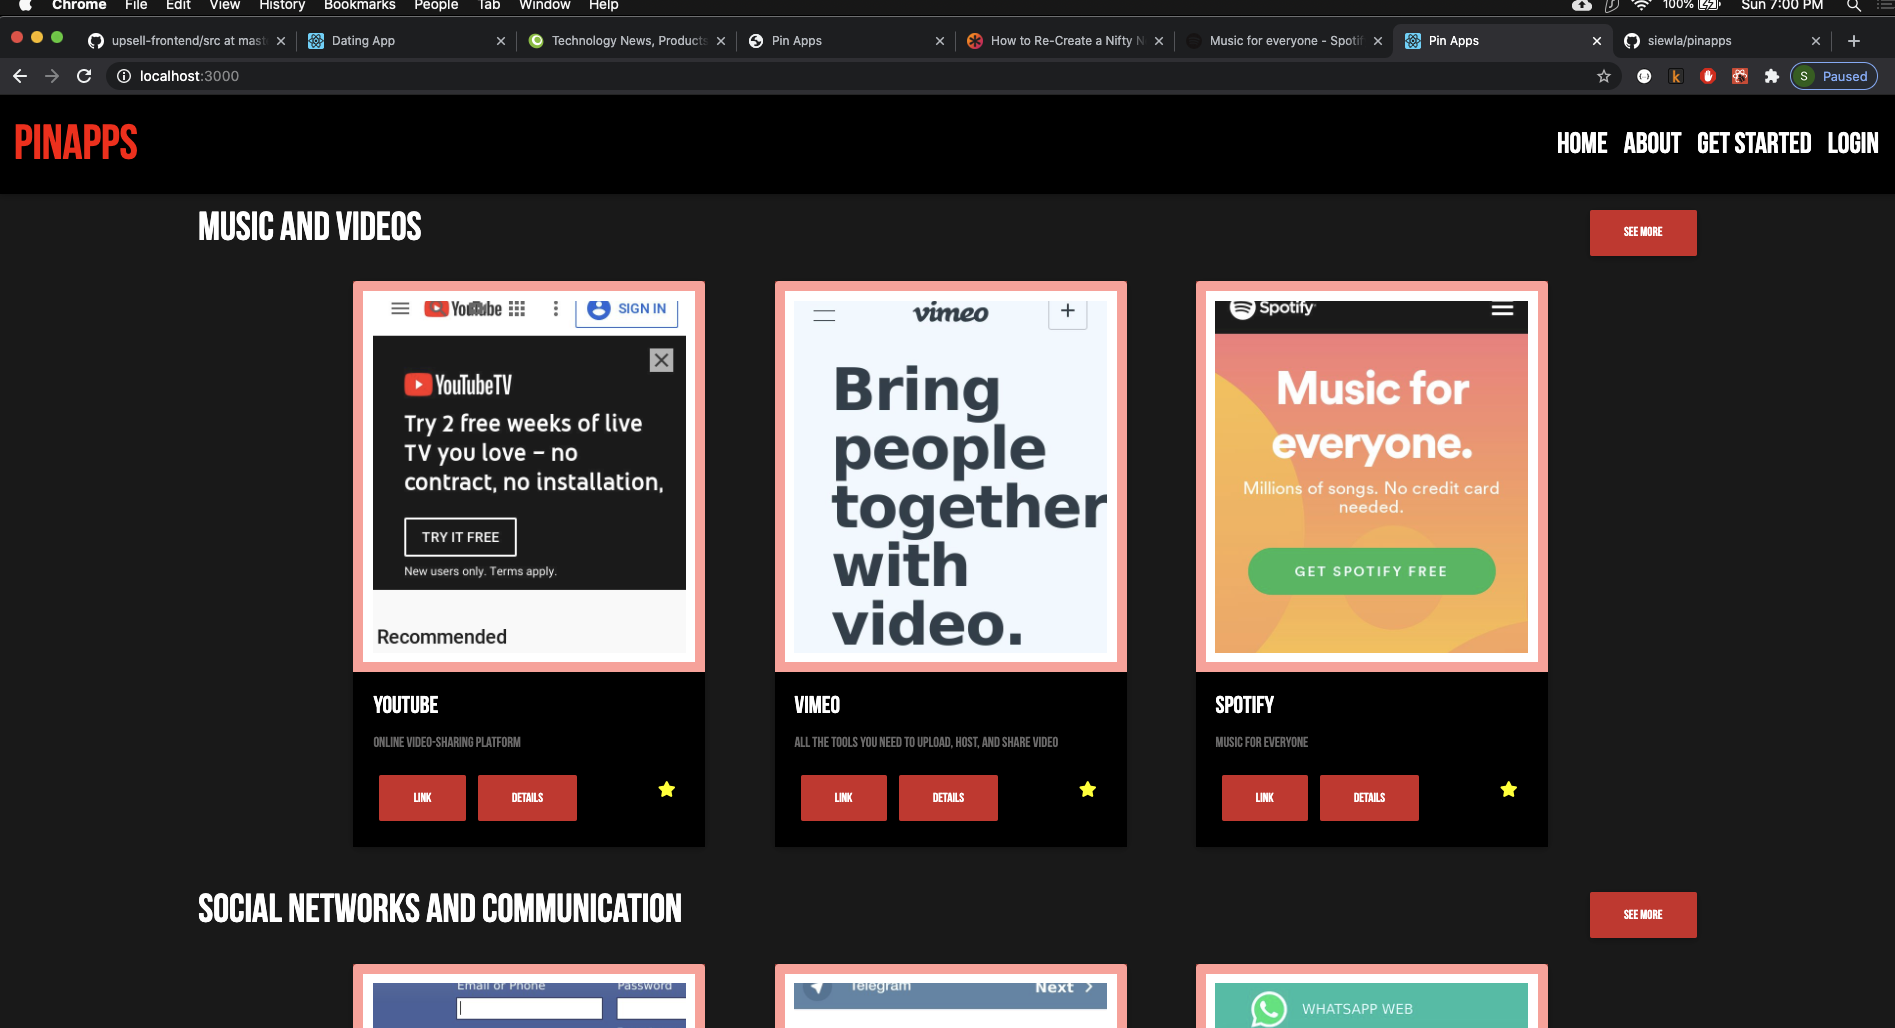 Chrome File Edit View History Bookmarks People Tab Window Help 100% Sun 7:00 PM
upsell-frontend/src at mast Dating App Technology News, Products Pin Apps How to Re-Create a Nifty N Music for everyone - Spotif Pin Apps siewla/pinapps
localhost:3000 k S Paused
PINAPPS HOME ABOUT GET STARTED LOGIN
MUSIC AND VIDEOS SEE MORE
YouTube SIGN IN
YouTubeTV
Try 2 free weeks of live
TV you love – no
contract, no installation,
TRY IT FREE
New users only. Terms apply.
Recommended
vimeo +
Bring
people
together
with
video.
Spotify
Music for
everyone.
Millions of songs. No credit card
needed.
GET SPOTIFY FREE
YOUTUBE
ONLINE VIDEO-SHARING PLATFORM
LINK DETAILS
VIMEO
ALL THE TOOLS YOU NEED TO UPLOAD, HOST, AND SHARE VIDEO
LINK DETAILS
SPOTIFY
MUSIC FOR EVERYONE
LINK DETAILS
SOCIAL NETWORKS AND COMMUNICATION SEE MORE
Email or Phone Password
Telegram Next
WHATSAPP WEB